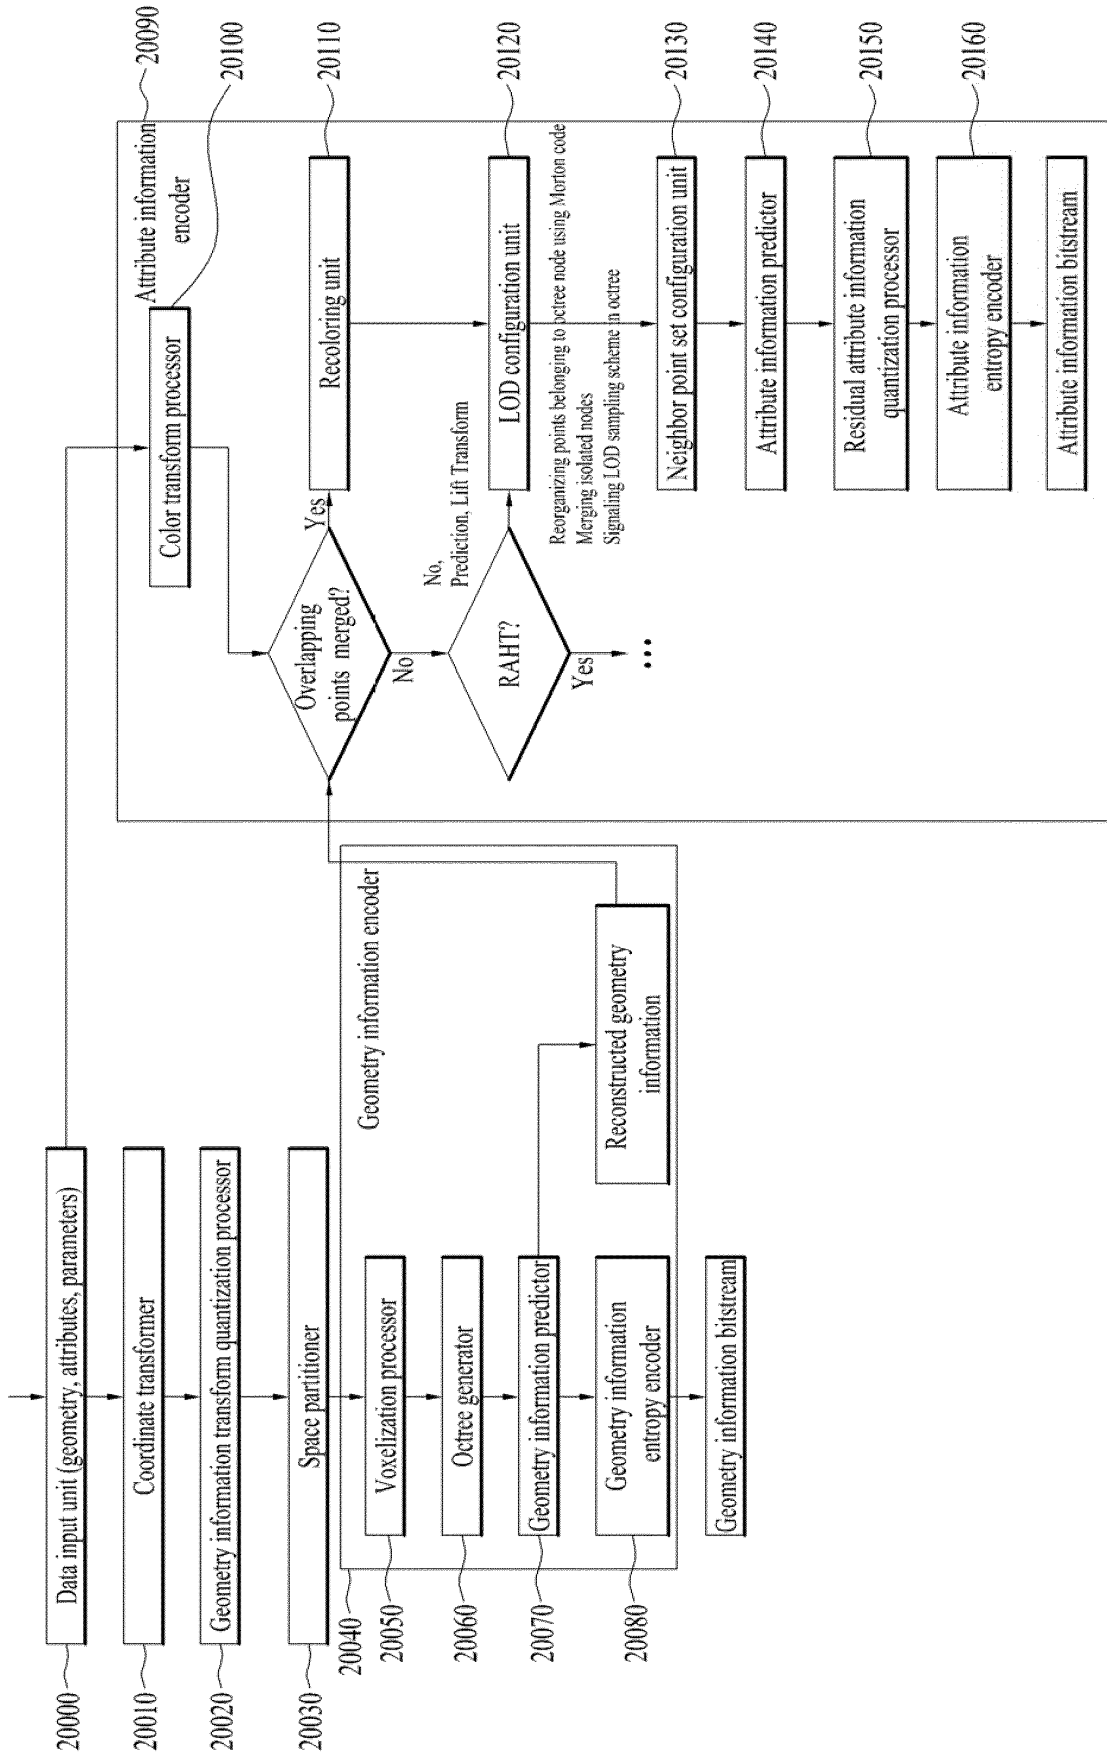 20000
Data input unit (geometry, attributes, parameters)
20010
Coordinate transformer
20020
Geometry information transform quantization processor
20030
Space partitioner
20040
Geometry information encoder
20050
Voxelization processor
20060
Octree generator
20070
Geometry information predictor
Reconstructed geometry
information
20080
Geometry information
entropy encoder
Geometry information bitstream
20090
Attribute information
encoder
20100
Color transform processor
Overlapping
points merged?
Yes
No
20110
Recoloring unit
RAHT?
No,
Prediction, Lift Transform
Yes
...
20120
LOD configuration unit
Reorganizing points belonging to octree node using Morton code
Merging isolated nodes
Signaling LOD sampling scheme in octree
20130
Neighbor point set configuration unit
20140
Attribute information predictor
20150
Residual attribute information
quantization processor
20160
Attribute information
entropy encoder
Attribute information bitstream